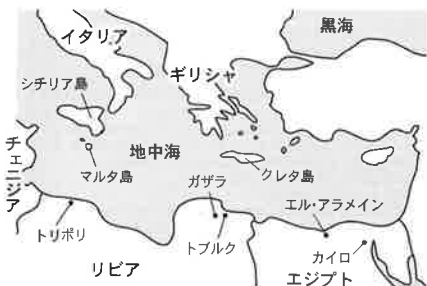 黒海
イタリア
ギリシャ
シチリア島
チェニジア
地中海
マルタ島
ガザラ
クレタ島
エル・アラメイン
トリポリ
トブルク
カイロ
リビア
エジプト